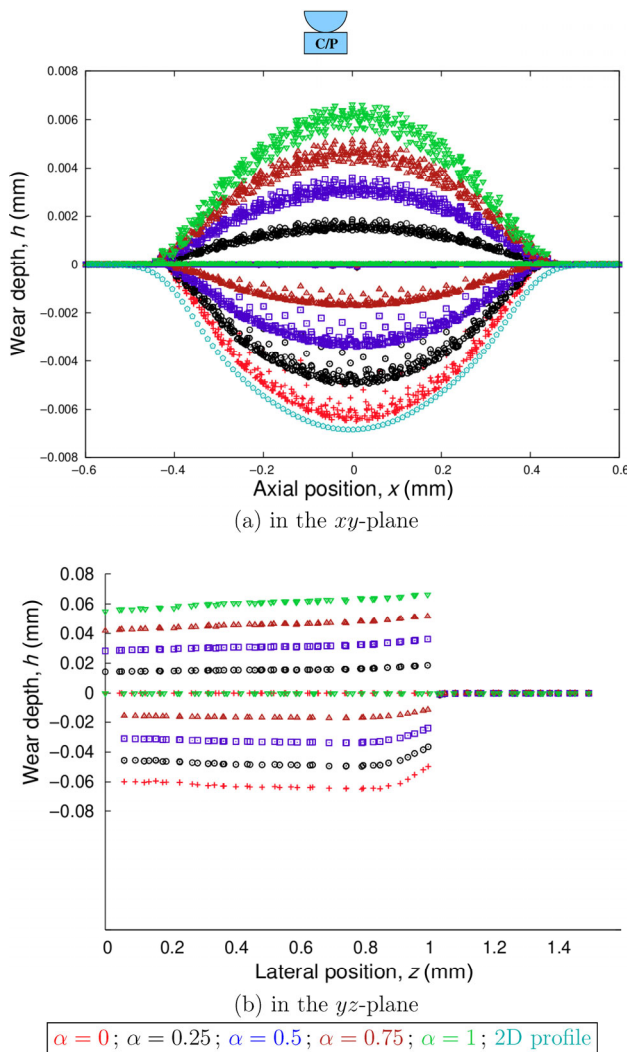 C/P
0.008
0.006
0.004
0.002
0
−0.002
−0.004
−0.006
−0.008
Wear depth, h (mm)
−0.6 −0.4 −0.2 0 0.2 0.4 0.6
Axial position, x (mm)
(a) in the xy-plane
0.08
0.06
0.04
0.02
0
−0.02
−0.04
−0.06
−0.08
Wear depth, h (mm)
0 0.2 0.4 0.6 0.8 1 1.2 1.4
Lateral position, z (mm)
(b) in the yz-plane
α = 0 ; α = 0.25 ; α = 0.5 ; α = 0.75 ; α = 1 ; 2D profile